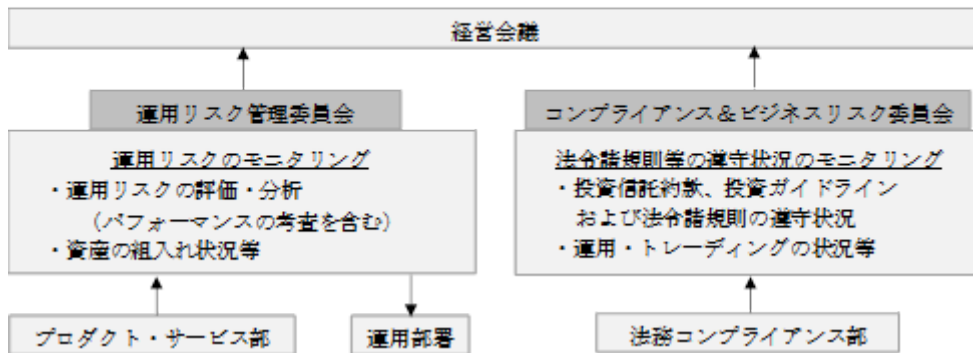 経営会議
運用リスク管理委員会
運用リスクのモニタリング
・運用リスクの評価・分析
（パフォーマンスの考査を含む）
・資産の組入れ状況等
プロダクト・サービス部
運用部署
コンプライアンス＆ビジネスリスク委員会
法令諸規則等の遵守状況のモニタリング
・投資信託約款、投資ガイドライン
および法令諸規則の遵守状況
・運用・トレーディングの状況等
法務コンプライアンス部